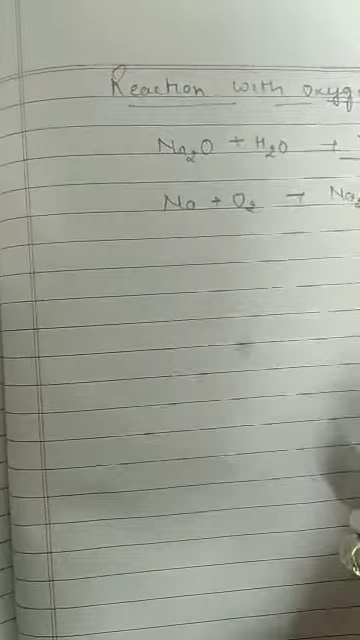 Reaction with oxyg
Na₂O + H₂O →
Na + O₂ → Na₂